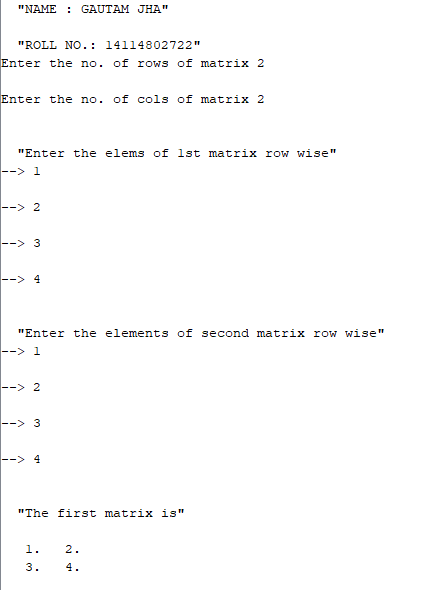 "NAME : GAUTAM JHA"
"ROLL NO.: 14114802722"
Enter the no. of rows of matrix 2
Enter the no. of cols of matrix 2
"Enter the elems of 1st matrix row wise"
--> 1
--> 2
--> 3
--> 4
"Enter the elements of second matrix row wise"
--> 1
--> 2
--> 3
--> 4
"The first matrix is"
1. 2.
3. 4.